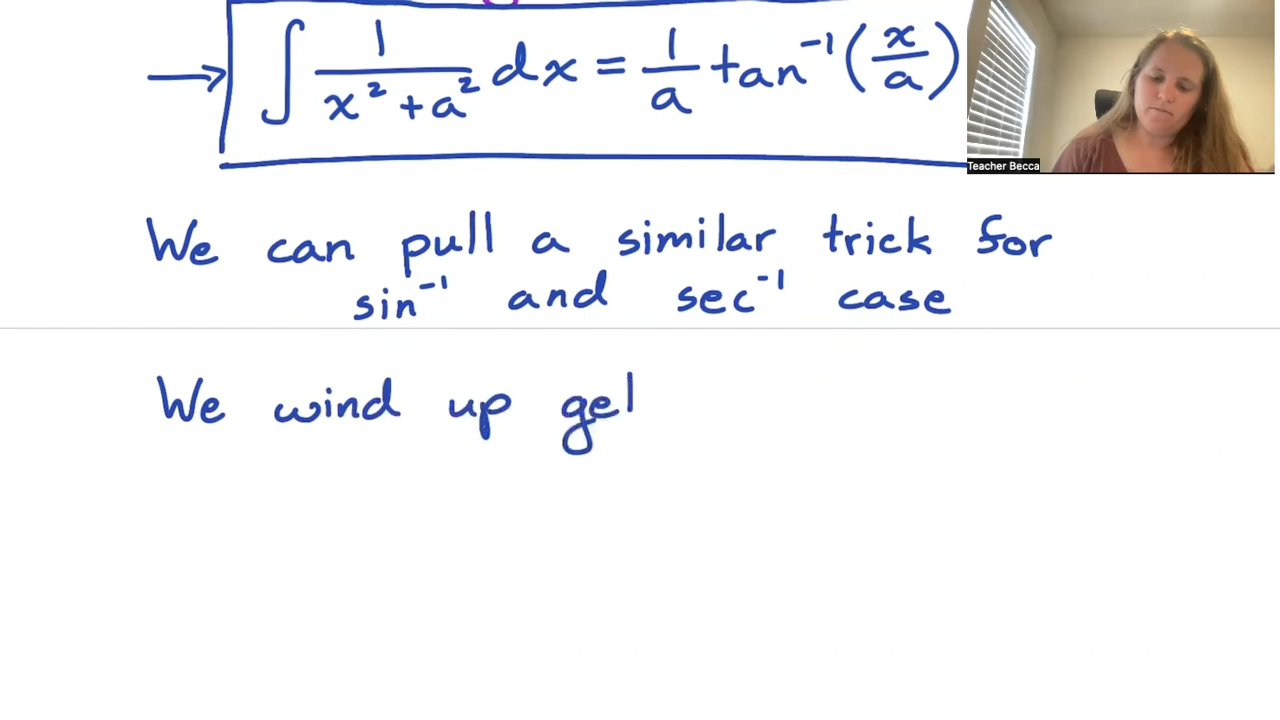 → ∫ 1/(x² + a²) dx = 1/a tan⁻¹(x/a)
Teacher Becca
We can pull a similar trick for
sin⁻¹ and sec⁻¹ case
We wind up gel